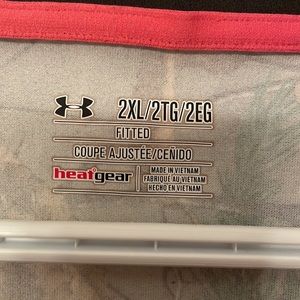 2XL/2TG/2EG
FITTED
COUPE AJUSTÉE/CEÑIDO
heatgear
MADE IN VIETNAM
FABRIQUÉ AU VIETNAM
HECHO EN VIETNAM